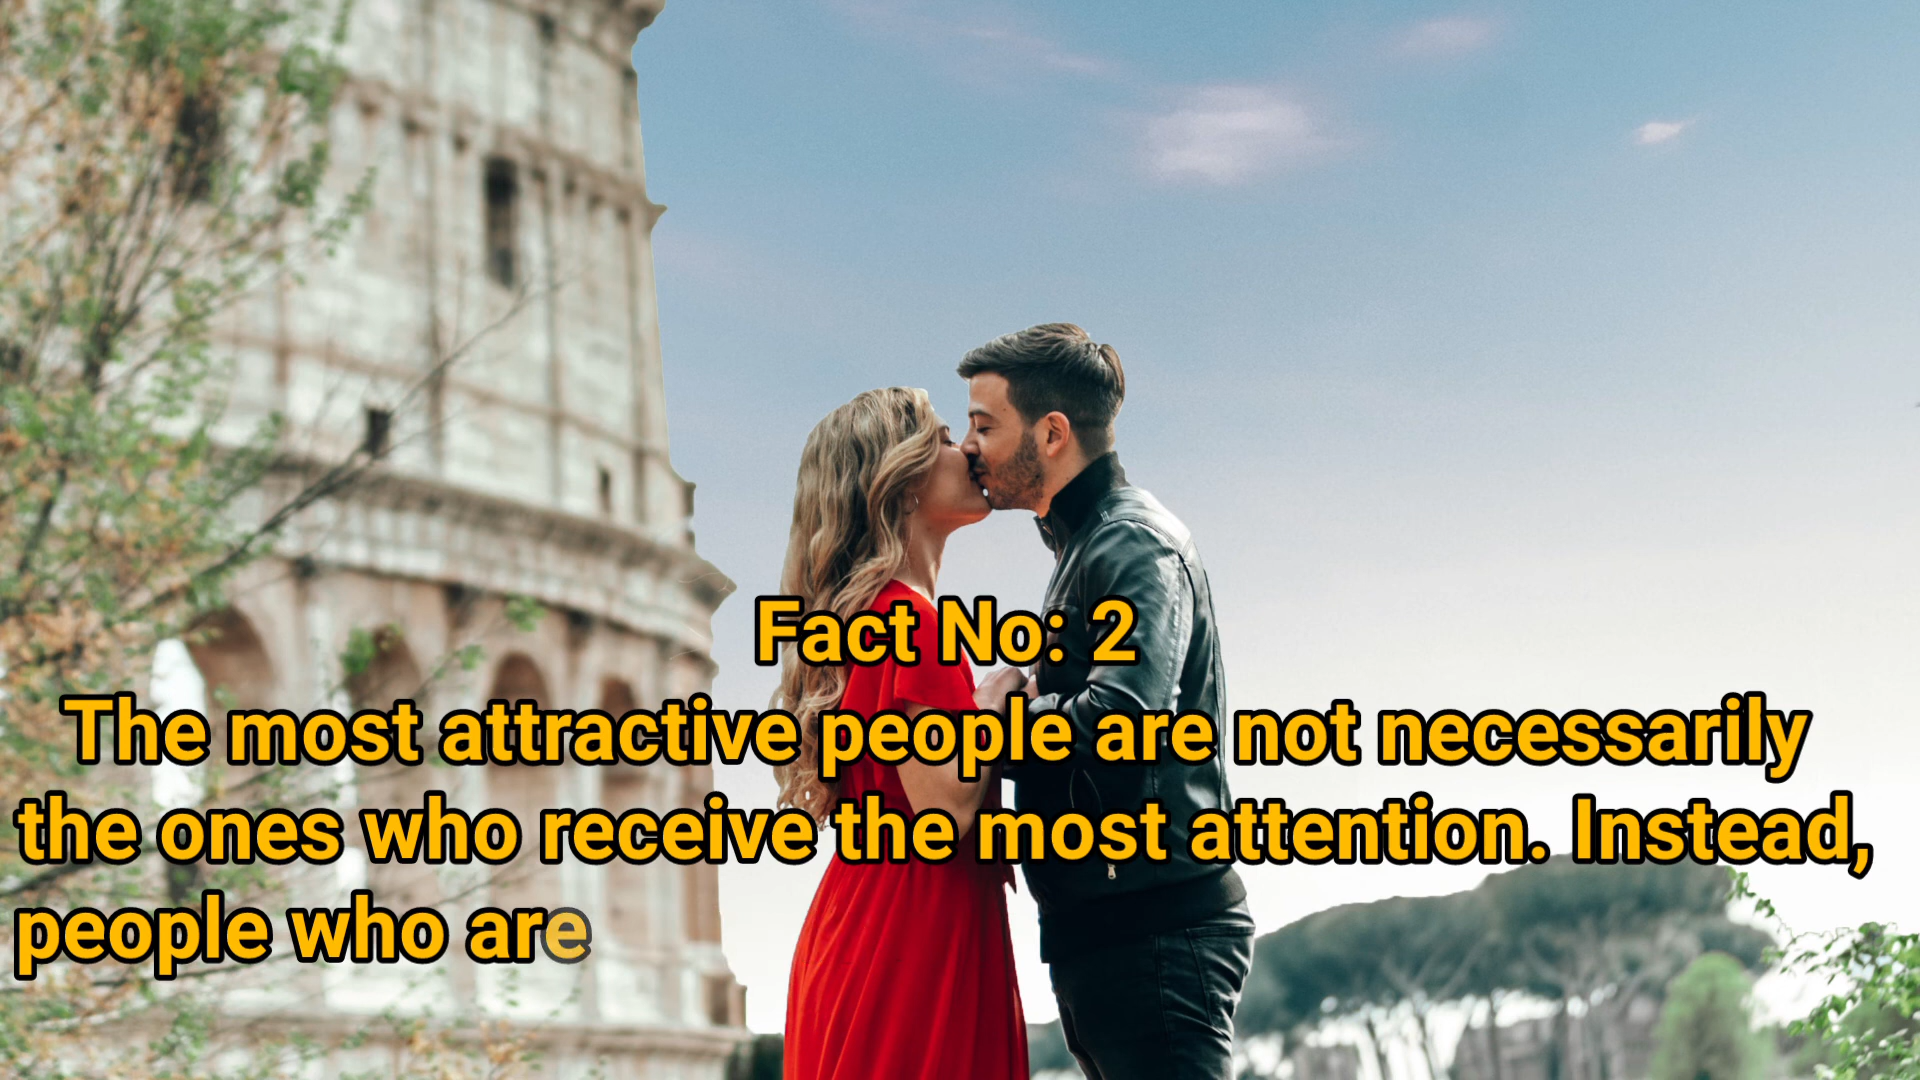 Fact No: 2
The most attractive people are not necessarily
the ones who receive the most attention. Instead,
people who are